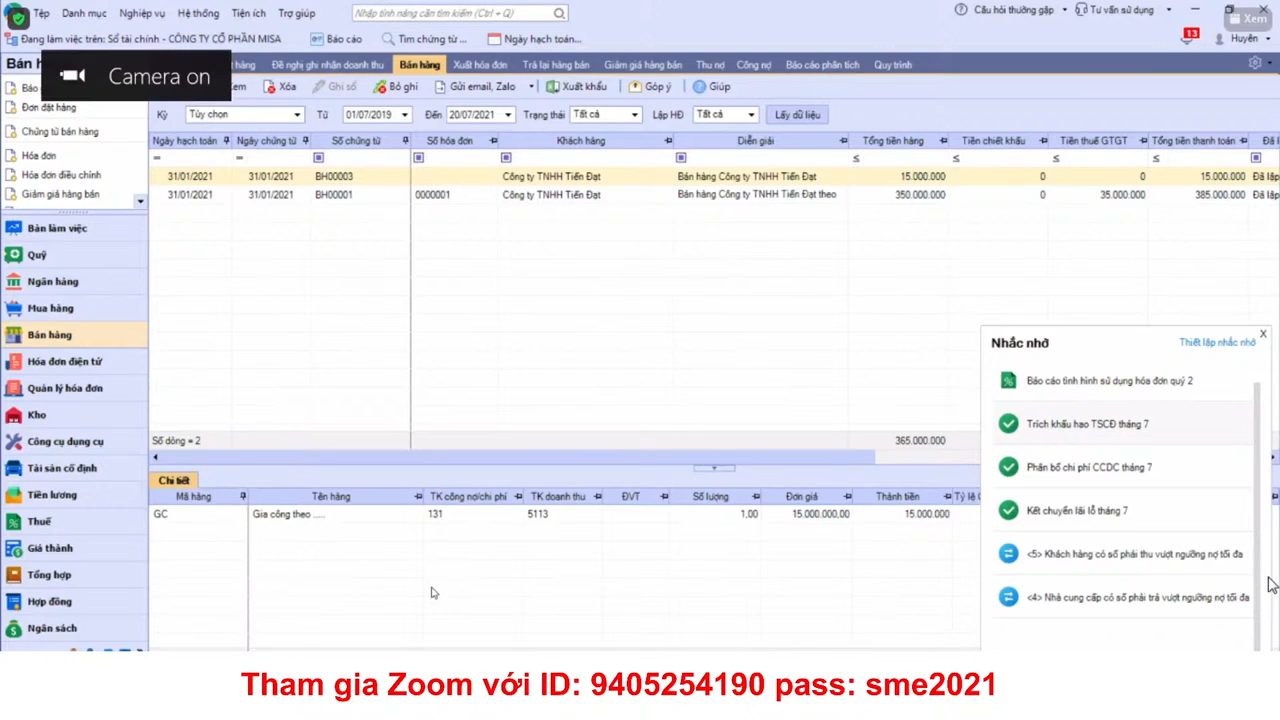 Tệp Danh mục Nghiệp vụ Hệ thống Tiện ích Trợ giúp Nhập tính năng cần tìm kiếm (Ctrl + Q) Câu hỏi thường gặp Tư vấn sử dụng
Xem
Đang làm việc trên: Sổ tài chính - CÔNG TY CỔ PHẦN MISA Báo cáo Tìm chứng từ ... Ngày hạch toán... 13 Huyên
Bán h t hàng Đề nghị ghi nhận doanh thu Bán hàng Xuất hóa đơn Trả lại hàng bán Giảm giá hàng bán Thu nợ Công nợ Báo cáo phân tích Quy trình
Camera on
Báo em Xóa Ghi sổ Bỏ ghi Gửi email, Zalo Xuất khẩu Góp ý Giúp
Đơn đặt hàng
Kỳ Tùy chọn Từ 01/07/2019 Đến 20/07/2021 Trạng thái Tất cả Lập HĐ Tất cả Lấy dữ liệu
Chứng từ bán hàng
Hóa đơn
Hóa đơn điều chỉnh
Giảm giá hàng bán
Ngày hạch toán Ngày chứng từ Số chứng từ Số hóa đơn Khách hàng Diễn giải Tổng tiền hàng Tiền chiết khấu Tiền thuế GTGT Tổng tiền thanh toán Đã l
= = ≤ ≤ ≤ ≤
31/01/2021 31/01/2021 BH00003 Công ty TNHH Tiến Đạt Bán hàng Công ty TNHH Tiến Đạt 15.000.000 0 0 15.000.000 Đã lập
31/01/2021 31/01/2021 BH00001 0000001 Công ty TNHH Tiến Đạt Bán hàng Công ty TNHH Tiến Đạt theo 350.000.000 0 35.000.000 385.000.000 Đã lập
Số dòng = 2 365.000.000
Bàn làm việc
Quỹ
Ngân hàng
Mua hàng
Bán hàng
Hóa đơn điện tử
Quản lý hóa đơn
Kho
Công cụ dụng cụ
Tài sản cố định
Tiền lương
Thuế
Giá thành
Tổng hợp
Hợp đồng
Ngân sách
Chi tiết
Mã hàng Tên hàng TK công nợ/chi phí TK doanh thu ĐVT Số lượng Đơn giá Thành tiền Tỷ lệ
GC Gia công theo ..... 131 5113 1,00 15.000.000,00 15.000.000
Nhắc nhở Thiết lập nhắc nhở X
Báo cáo tình hình sử dụng hóa đơn quý 2
Trích khấu hao TSCĐ tháng 7
Phân bổ chi phí CCDC tháng 7
Kết chuyển lãi lỗ tháng 7
<5> Khách hàng có số phải thu vượt ngưỡng nợ tối đa
<4> Nhà cung cấp có số phải trả vượt ngưỡng nợ tối đa
Tham gia Zoom với ID: 9405254190 pass: sme2021